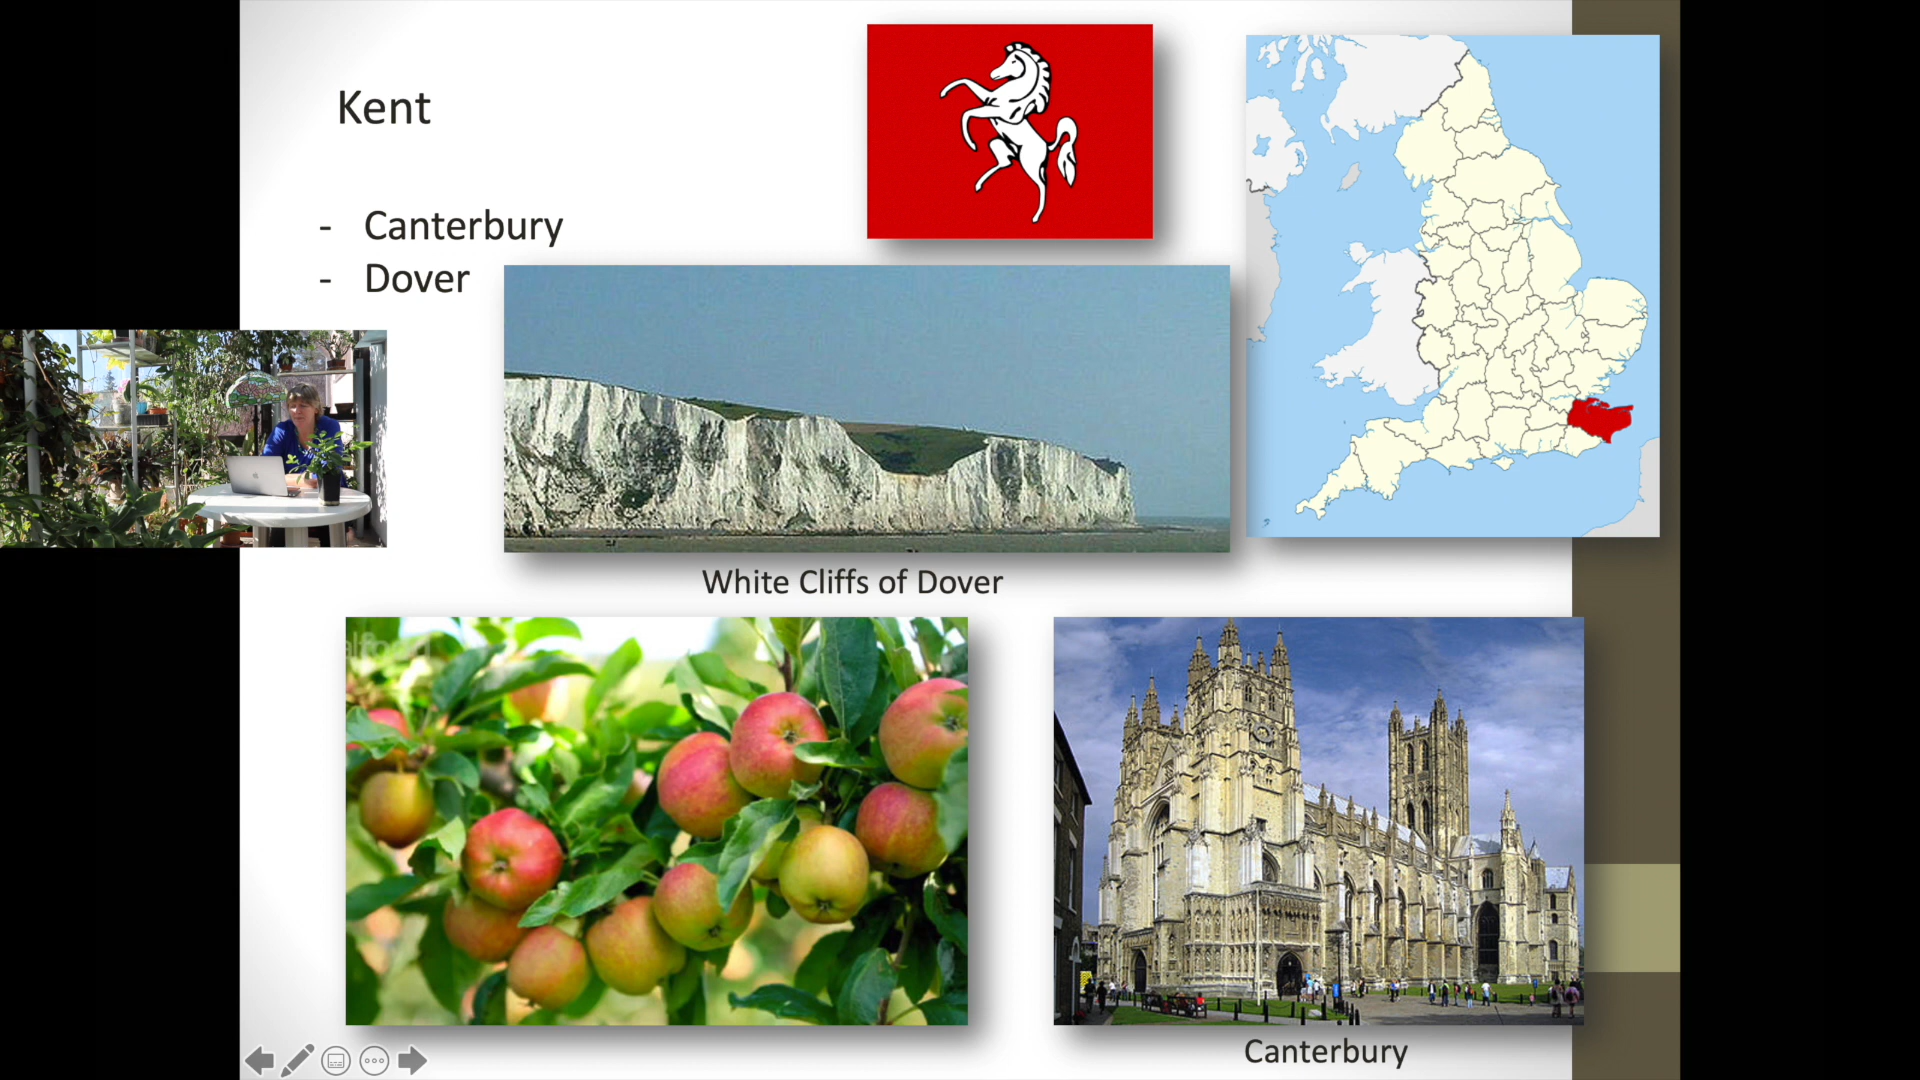 Kent
- Canterbury
- Dover
White Cliffs of Dover
Canterbury